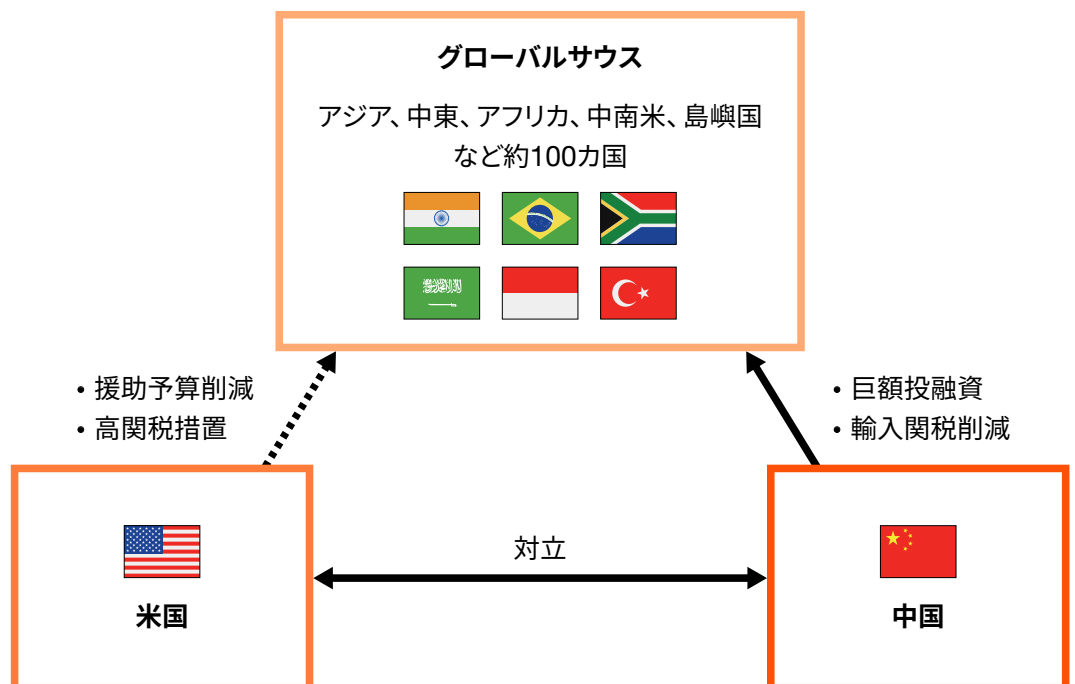 グローバルサウス
アジア、中東、アフリカ、中南米、島嶼国
など約100カ国
• 援助予算削減
• 高関税措置
• 巨額投融資
• 輸入関税削減
対立
米国
中国